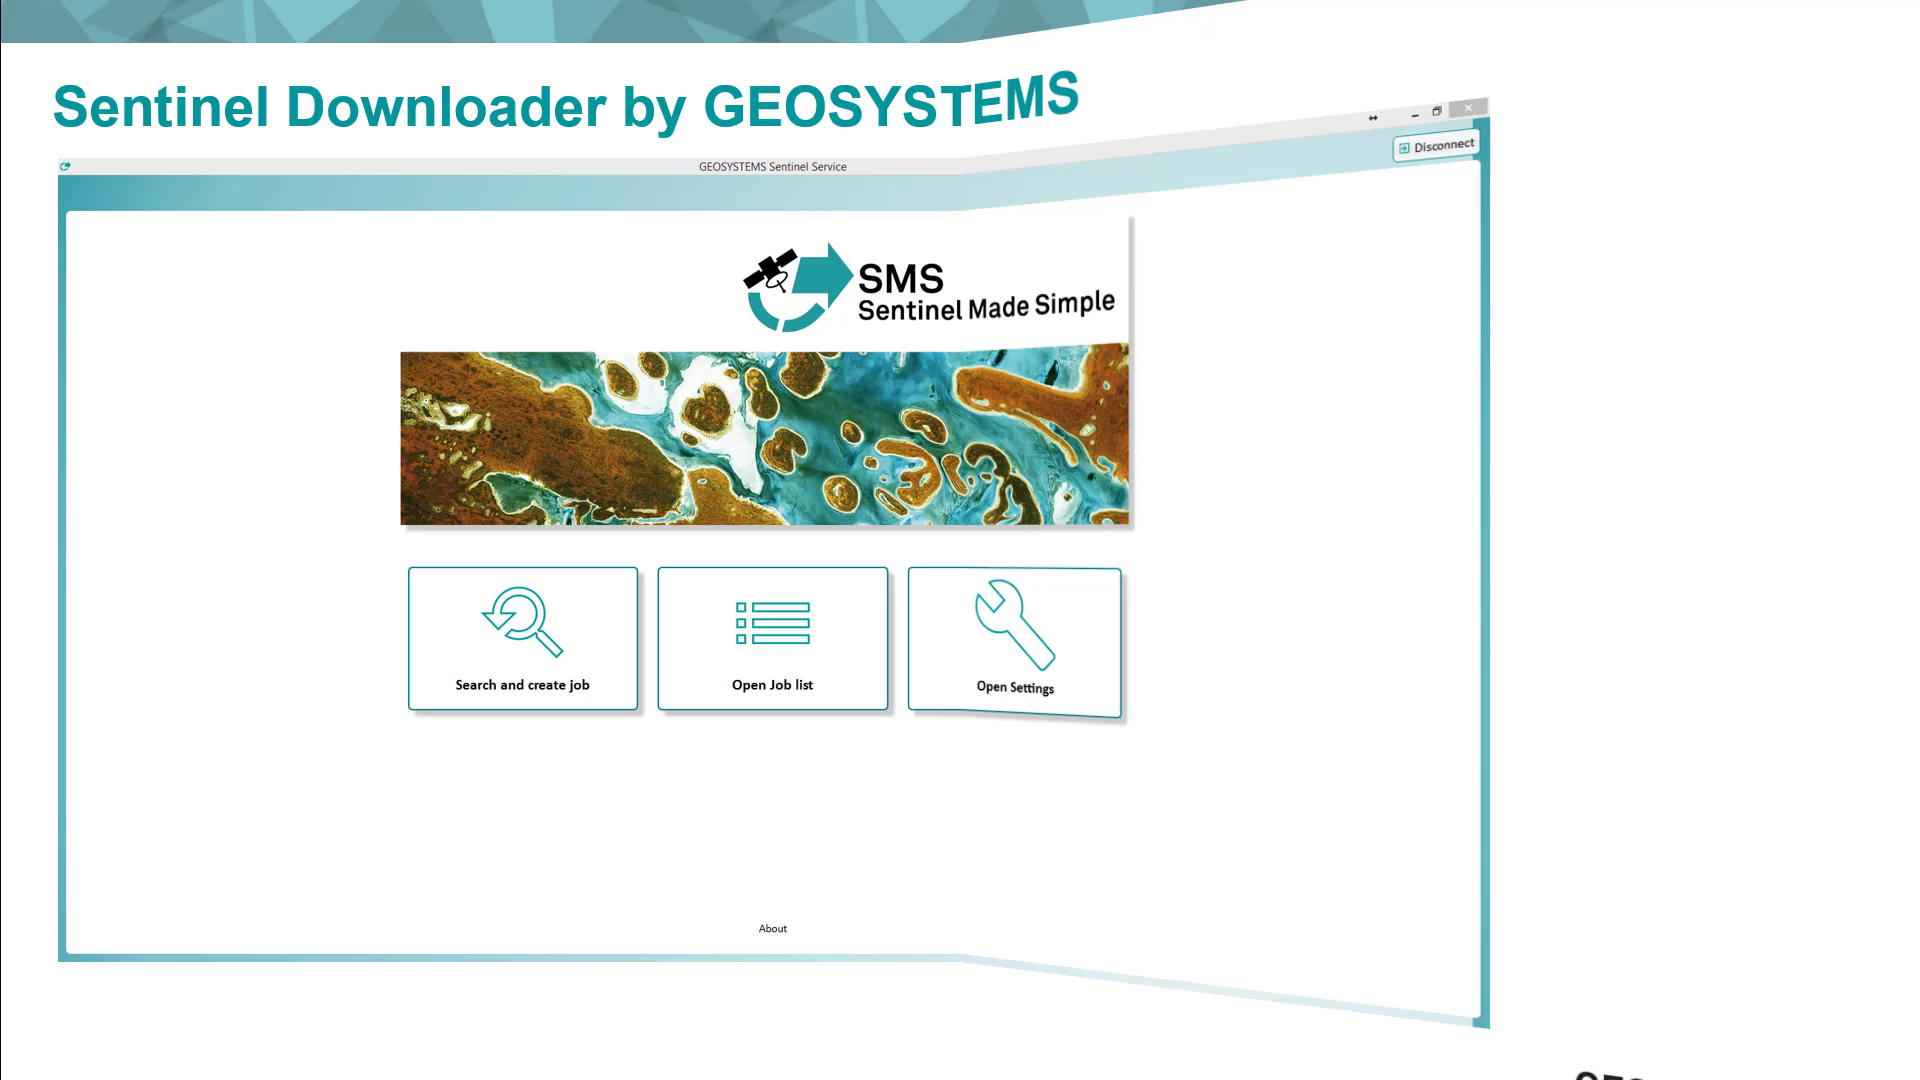 Sentinel Downloader by GEOSYSTEMS
GEOSYSTEMS Sentinel Service
Disconnect
SMS
Sentinel Made Simple
Search and create job
Open Job list
Open Settings
About